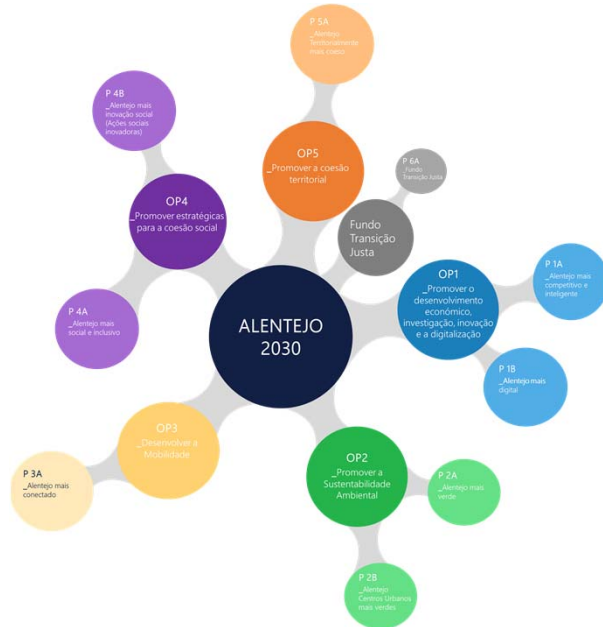 P 5A
_Alentejo
Territorialmente
mais coeso
P 4B
_Alentejo mais
inovação social
(Ações sociais
inovadoras)
OP5
_Promover a coesão
territorial
P 6A
_Fundo
Transição Justa
OP4
_Promover estratégicas
para a coesão social
Fundo
Transição
Justa
P 1A
_Alentejo mais
competitivo e
inteligente
OP1
_Promover o
desenvolvimento
económico,
investigação, inovação
e a digitalização
P 4A
_Alentejo mais
social e inclusivo
ALENTEJO
2030
P 1B
_Alentejo mais
digital
OP3
_Desenvolver a
Mobilidade
OP2
_Promover a
Sustentabilidade
Ambiental
P 3A
_Alentejo mais
conectado
P 2A
_Alentejo mais
verde
P 2B
_Alentejo
Centros Urbanos
mais verdes